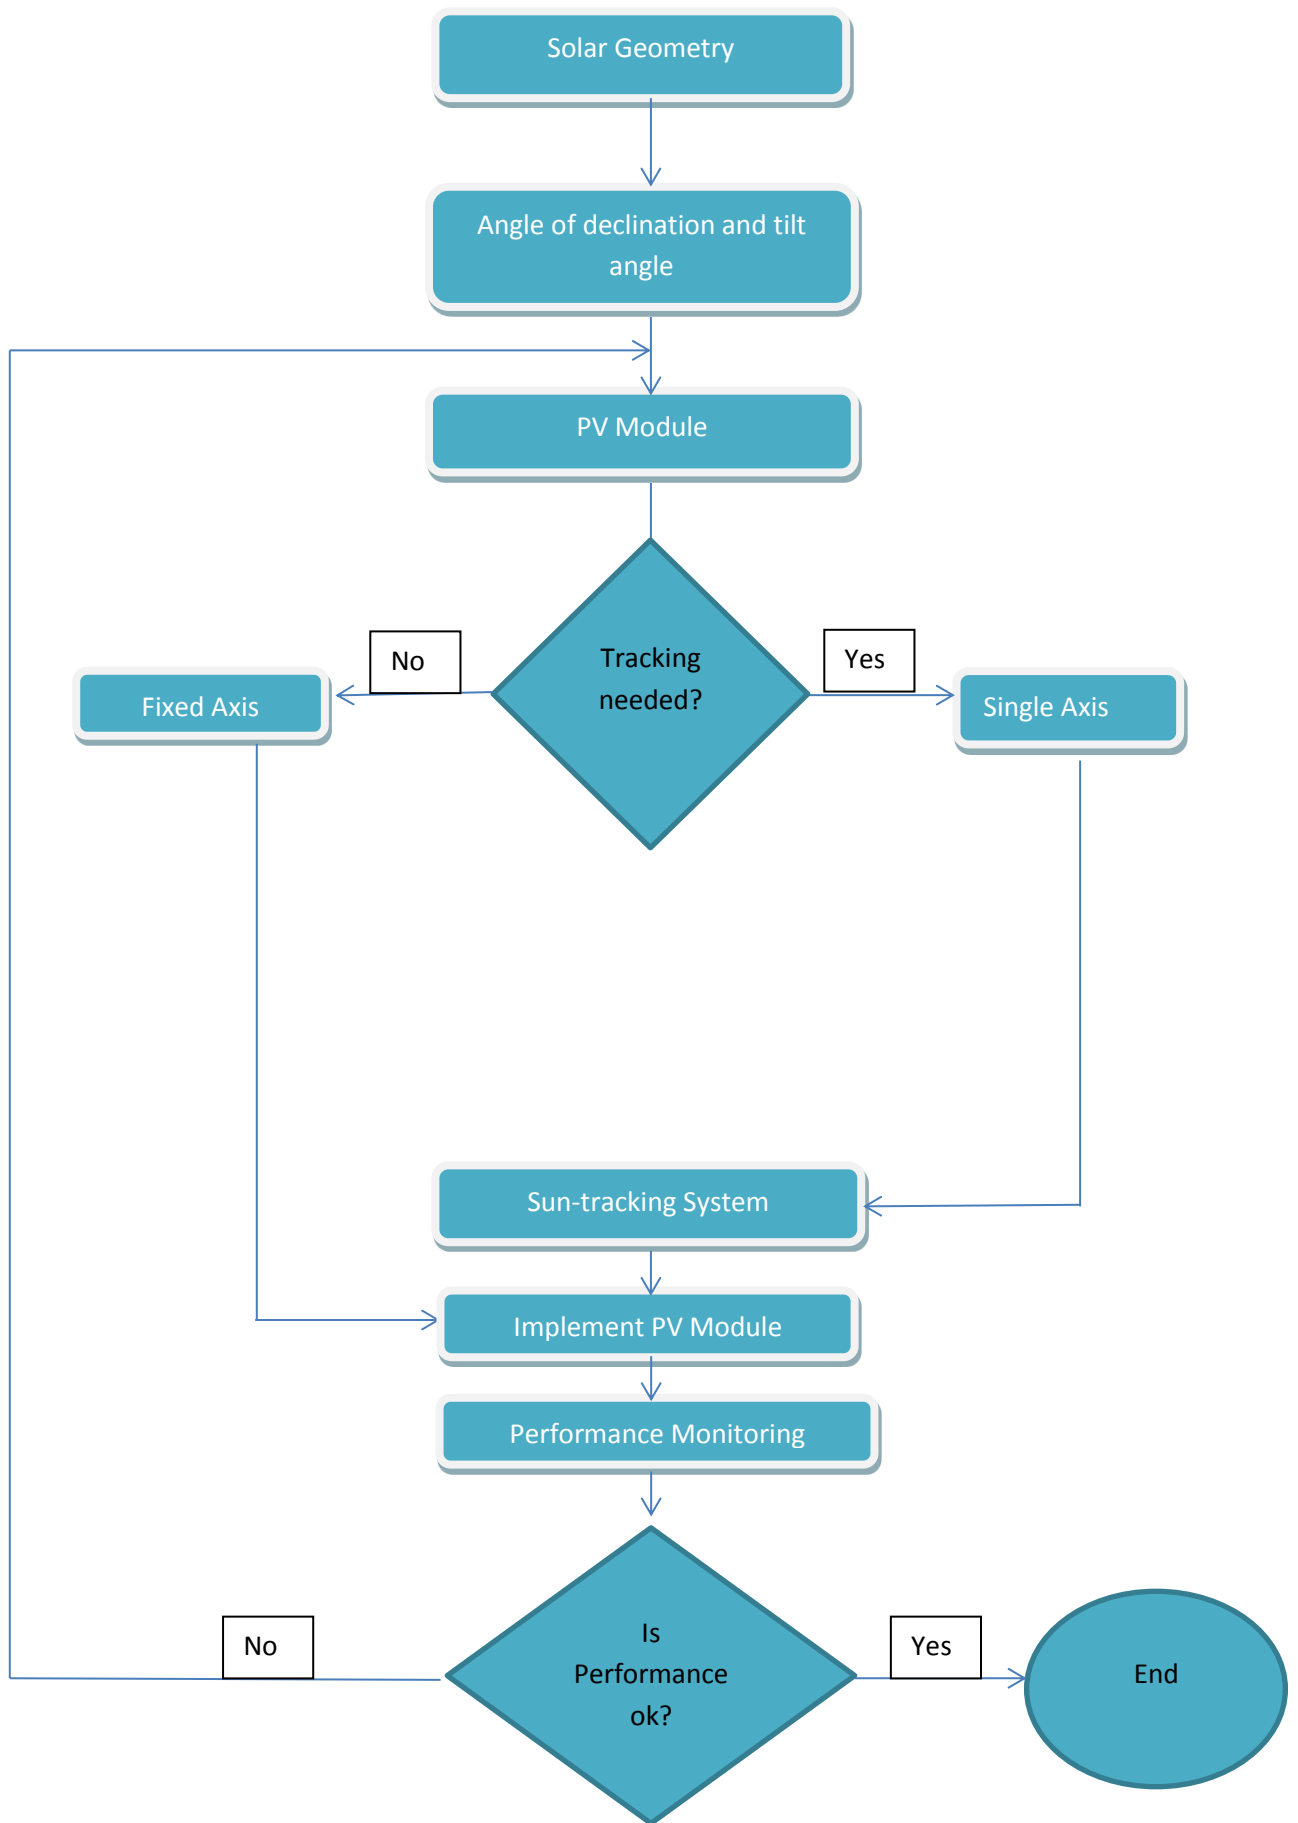 Solar Geometry
Angle of declination and tilt
angle
PV Module
Tracking
needed?
No
Yes
Fixed Axis
Single Axis
Sun-tracking System
Implement PV Module
Performance Monitoring
Is
Performance
ok?
No
Yes
End